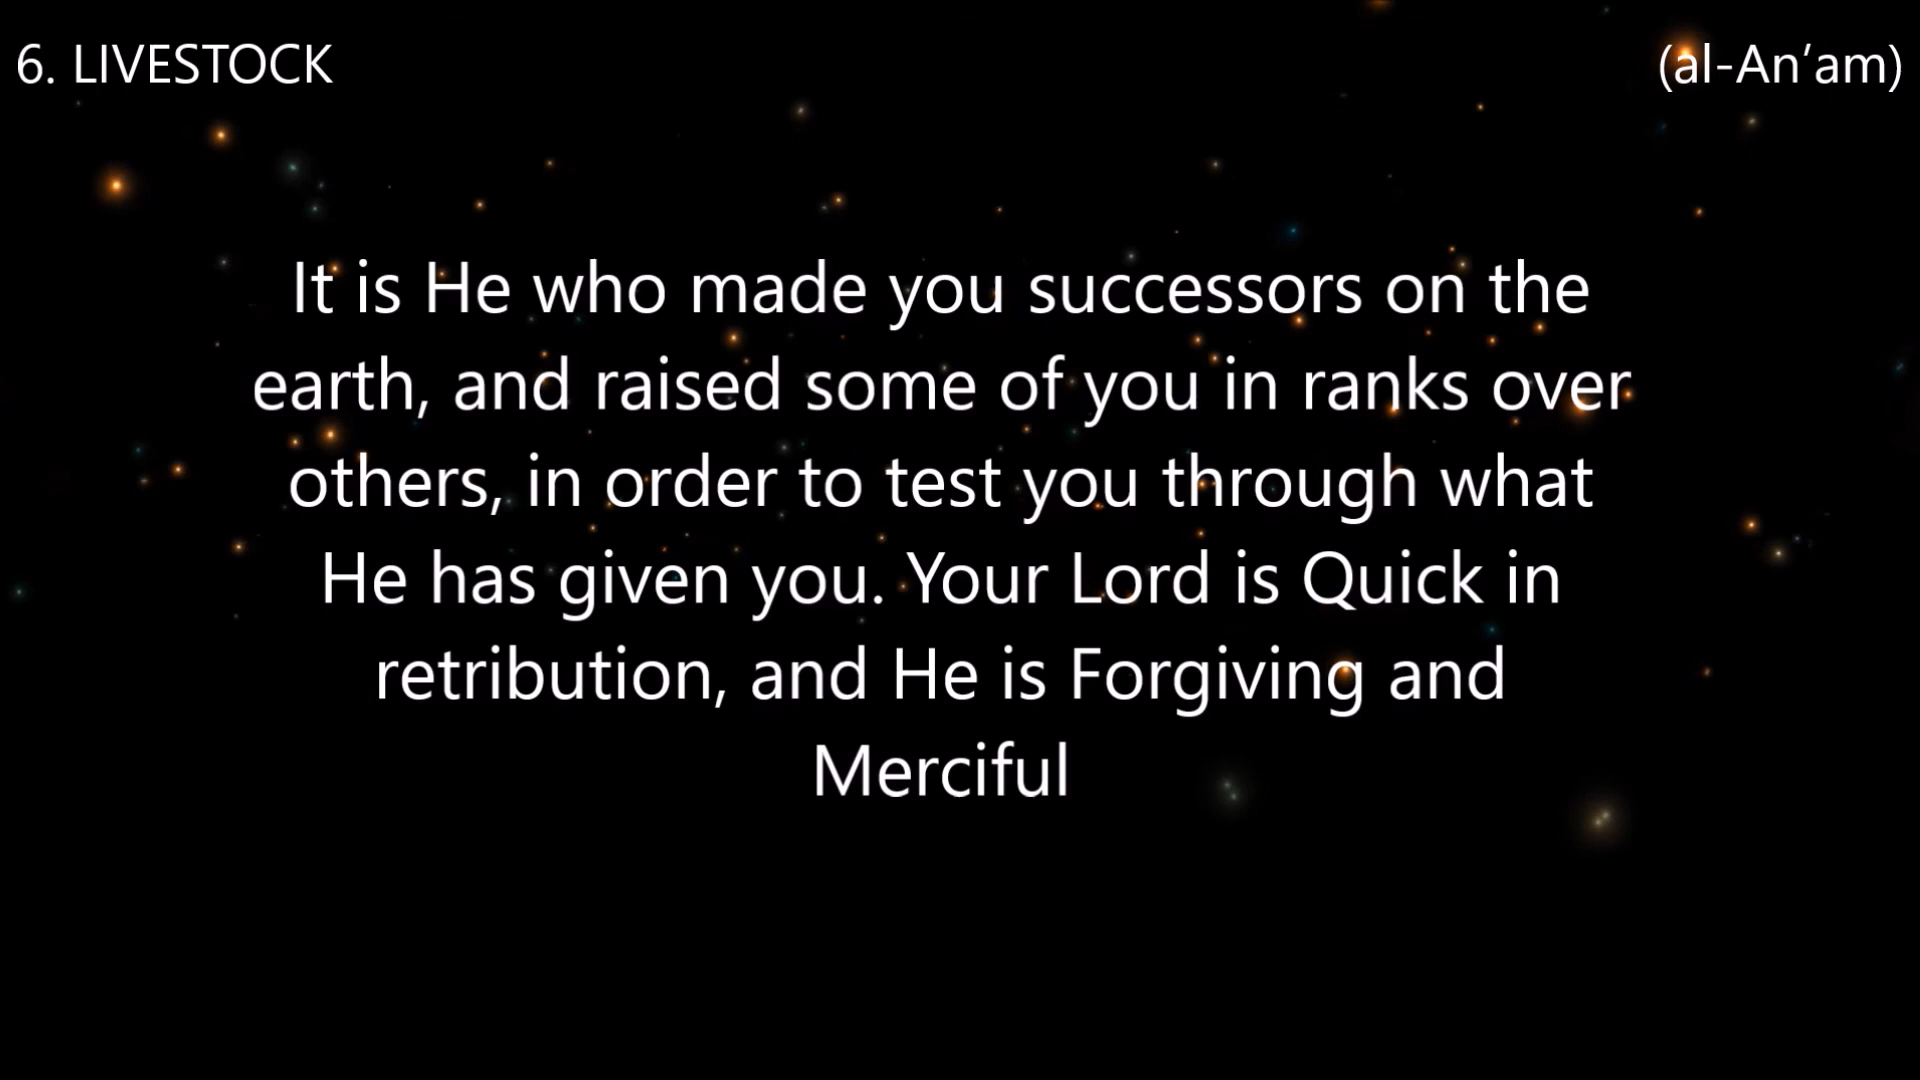 6. LIVESTOCK
(al-An’am)
It is He who made you successors on the
earth, and raised some of you in ranks over
others, in order to test you through what
He has given you. Your Lord is Quick in
retribution, and He is Forgiving and
Merciful